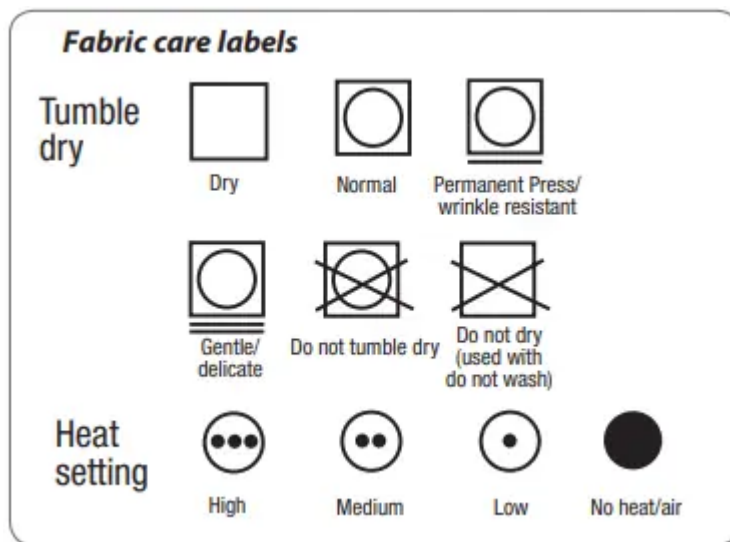 Fabric care labels
Tumble
dry
Dry
Normal
Permanent Press/
wrinkle resistant
Gentle/
delicate
Do not tumble dry
Do not dry
(used with
do not wash)
Heat
setting
High
Medium
Low
No heat/air